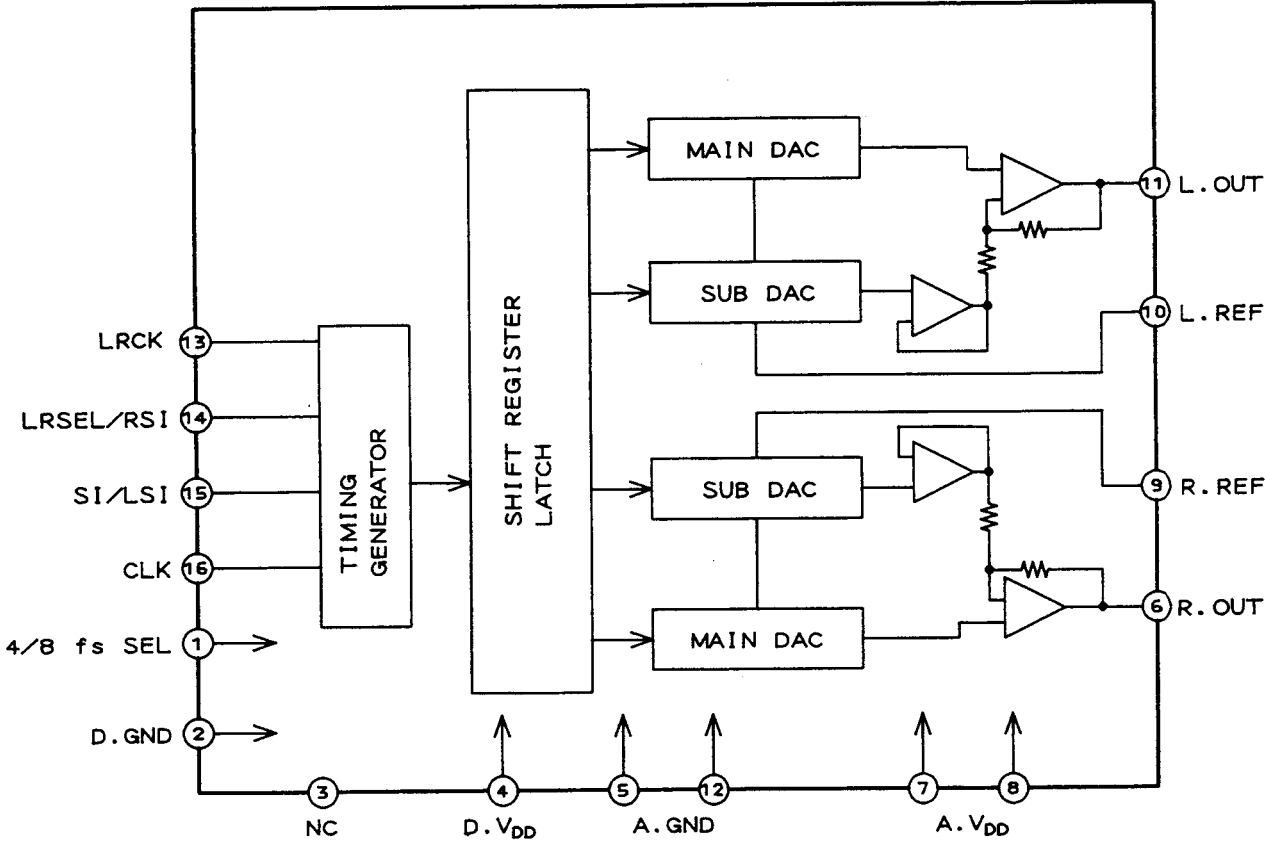 MAIN DAC
11 L.OUT
SUB DAC
10 L.REF
LRCK 13
LRSEL/RSI 14
SI/LSI 15
CLK 16
TIMING
GENERATOR
SHIFT REGISTER
LATCH
SUB DAC
9 R.REF
6 R.OUT
MAIN DAC
4/8 fs SEL 1
D.GND 2
3 4 5 12 7 8
NC D.VDD A.GND A.VDD